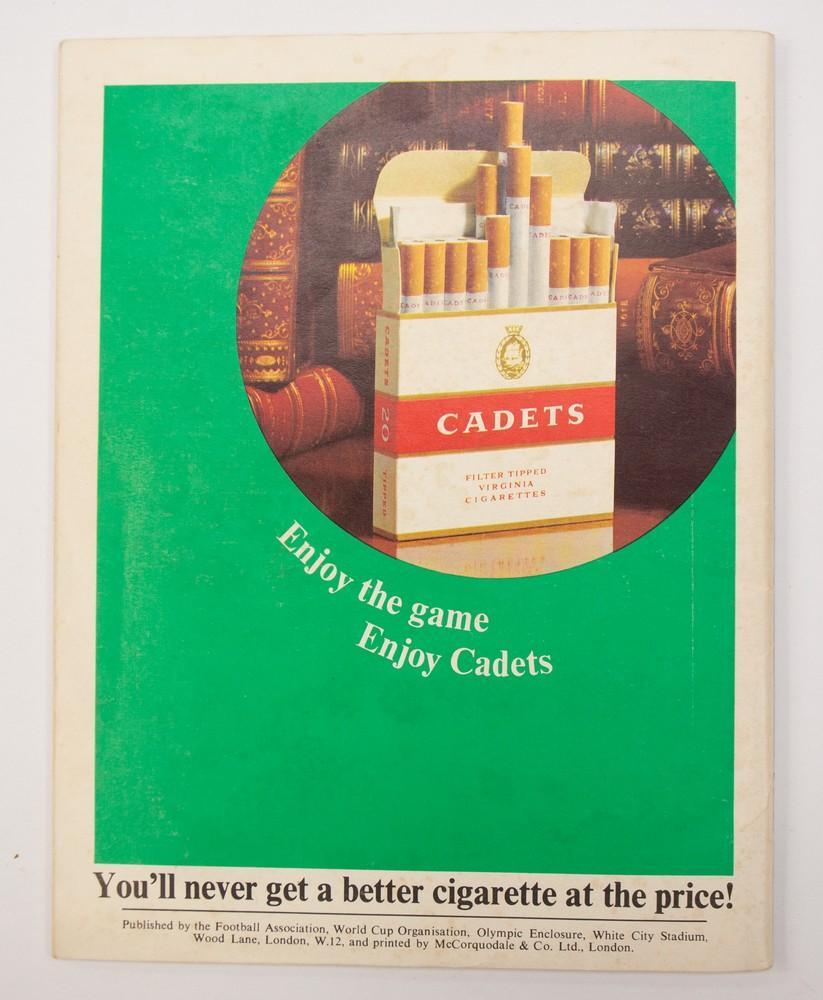 CADETS
FILTER TIPPED
VIRGINIA
CIGARETTES
CADETS 20 TIPPED
Enjoy the game
Enjoy Cadets
You'll never get a better cigarette at the price!
Published by the Football Association, World Cup Organisation, Olympic Enclosure, White City Stadium,
Wood Lane, London, W.12, and printed by McCorquodale & Co. Ltd., London.